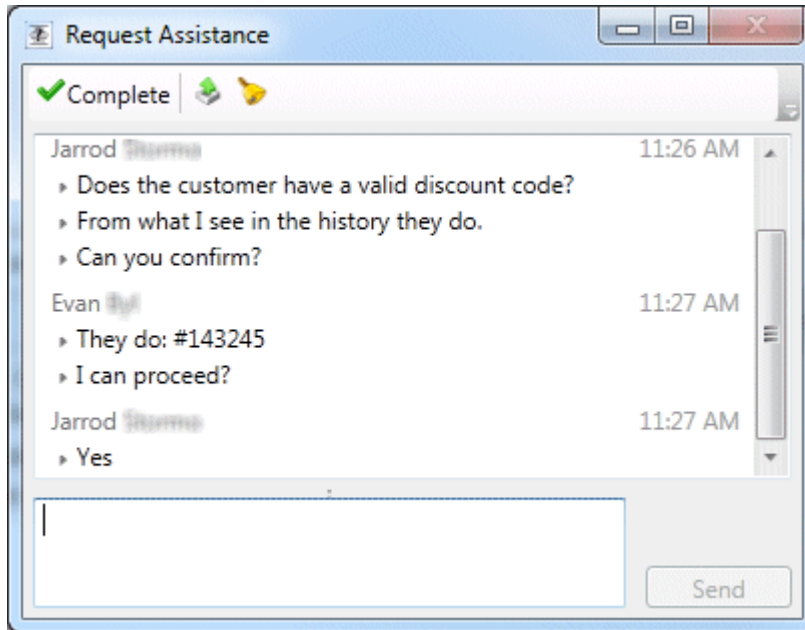 Request Assistance
Complete
Jarrod 11:26 AM
Does the customer have a valid discount code?
From what I see in the history they do.
Can you confirm?
Evan 11:27 AM
They do: #143245
I can proceed?
Jarrod 11:27 AM
Yes
Send